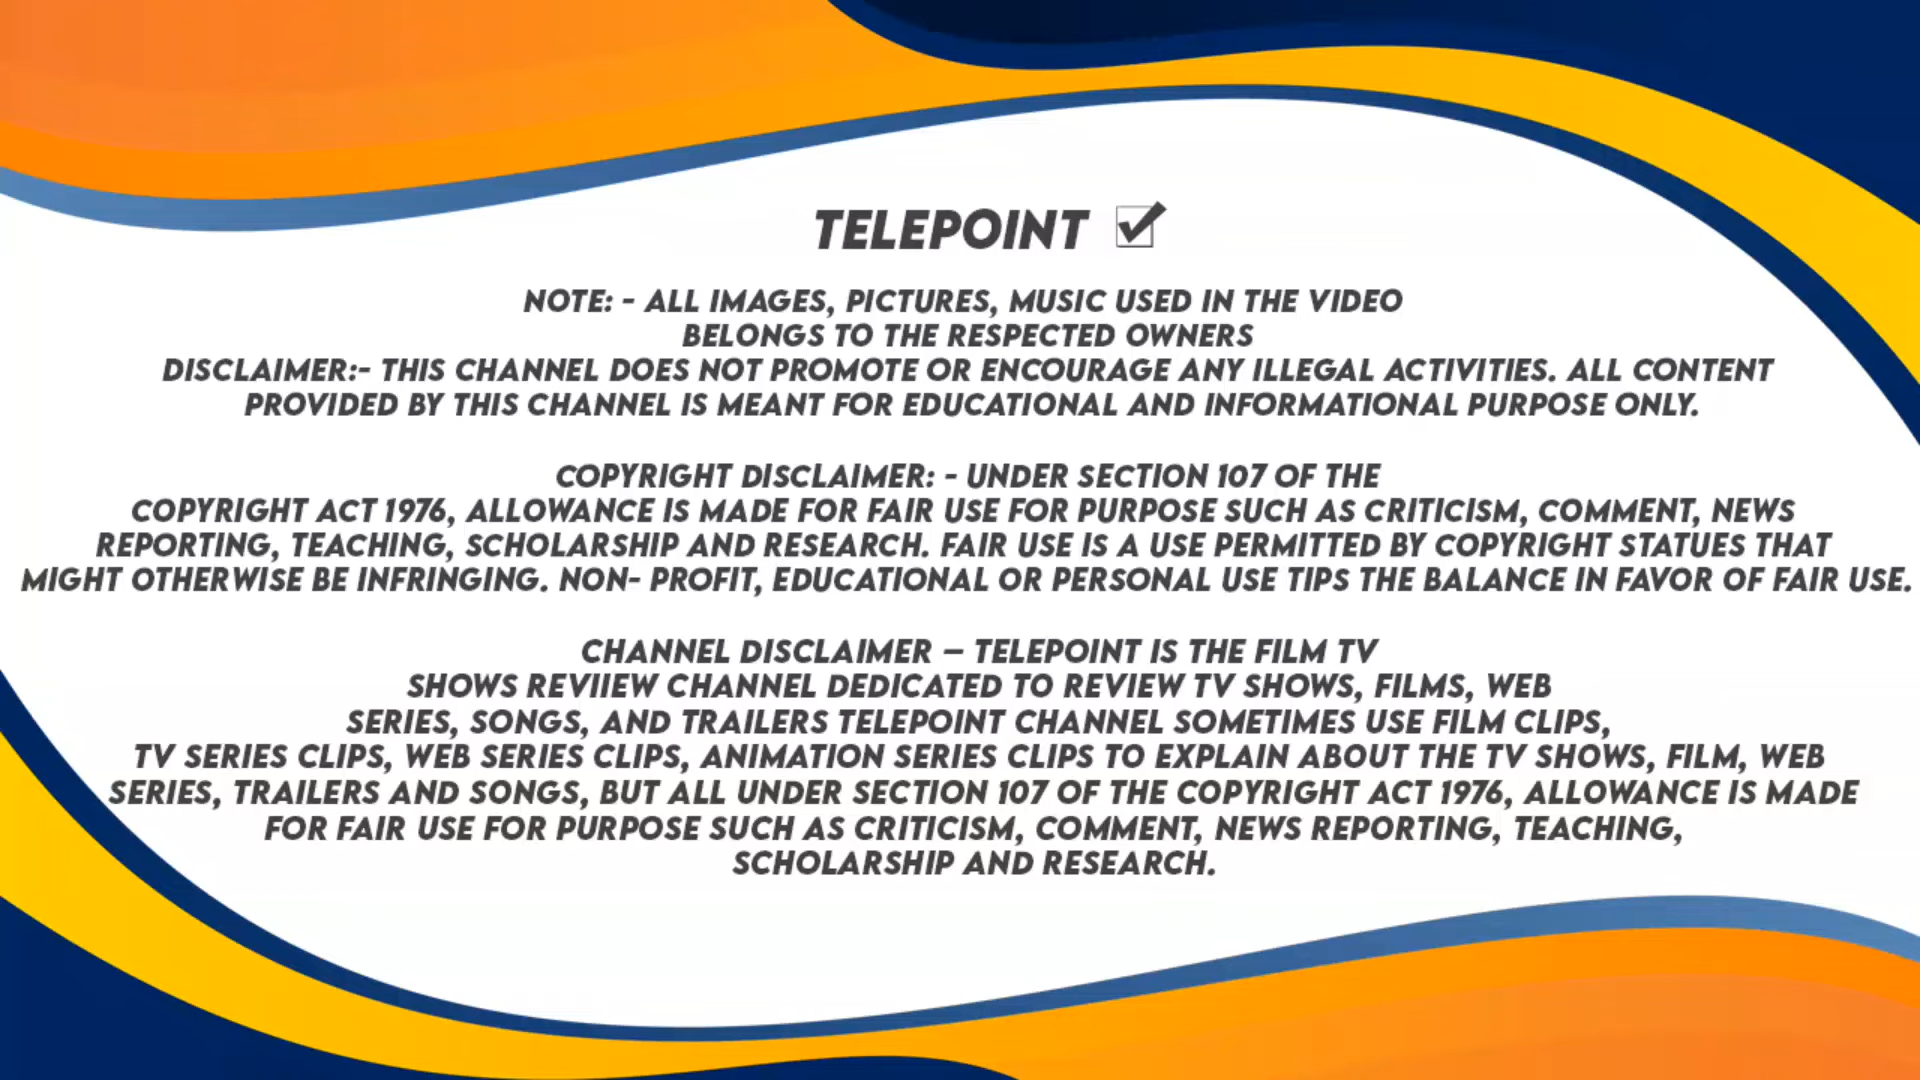 TELEPOINT
NOTE: - ALL IMAGES, PICTURES, MUSIC USED IN THE VIDEO
BELONGS TO THE RESPECTED OWNERS
DISCLAIMER:- THIS CHANNEL DOES NOT PROMOTE OR ENCOURAGE ANY ILLEGAL ACTIVITIES. ALL CONTENT
PROVIDED BY THIS CHANNEL IS MEANT FOR EDUCATIONAL AND INFORMATIONAL PURPOSE ONLY.
COPYRIGHT DISCLAIMER: - UNDER SECTION 107 OF THE
COPYRIGHT ACT 1976, ALLOWANCE IS MADE FOR FAIR USE FOR PURPOSE SUCH AS CRITICISM, COMMENT, NEWS
REPORTING, TEACHING, SCHOLARSHIP AND RESEARCH. FAIR USE IS A USE PERMITTED BY COPYRIGHT STATUES THAT
MIGHT OTHERWISE BE INFRINGING. NON- PROFIT, EDUCATIONAL OR PERSONAL USE TIPS THE BALANCE IN FAVOR OF FAIR USE.
CHANNEL DISCLAIMER – TELEPOINT IS THE FILM TV
SHOWS REVIIEW CHANNEL DEDICATED TO REVIEW TV SHOWS, FILMS, WEB
SERIES, SONGS, AND TRAILERS TELEPOINT CHANNEL SOMETIMES USE FILM CLIPS,
TV SERIES CLIPS, WEB SERIES CLIPS, ANIMATION SERIES CLIPS TO EXPLAIN ABOUT THE TV SHOWS, FILM, WEB
SERIES, TRAILERS AND SONGS, BUT ALL UNDER SECTION 107 OF THE COPYRIGHT ACT 1976, ALLOWANCE IS MADE
FOR FAIR USE FOR PURPOSE SUCH AS CRITICISM, COMMENT, NEWS REPORTING, TEACHING,
SCHOLARSHIP AND RESEARCH.